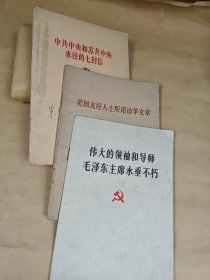 中共中央和苏共中央
来往的七封信
美国友好人士斯诺访华文章
伟大的领袖和导师
毛泽东主席永垂不朽